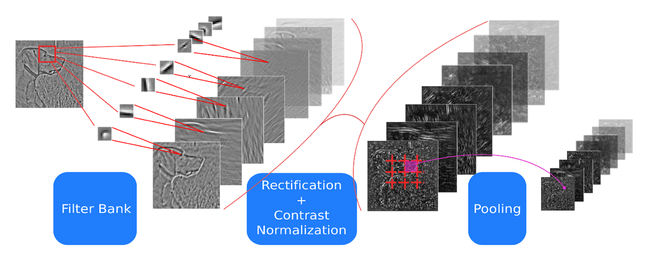 Filter Bank
Rectification
+
Contrast
Normalization
Pooling